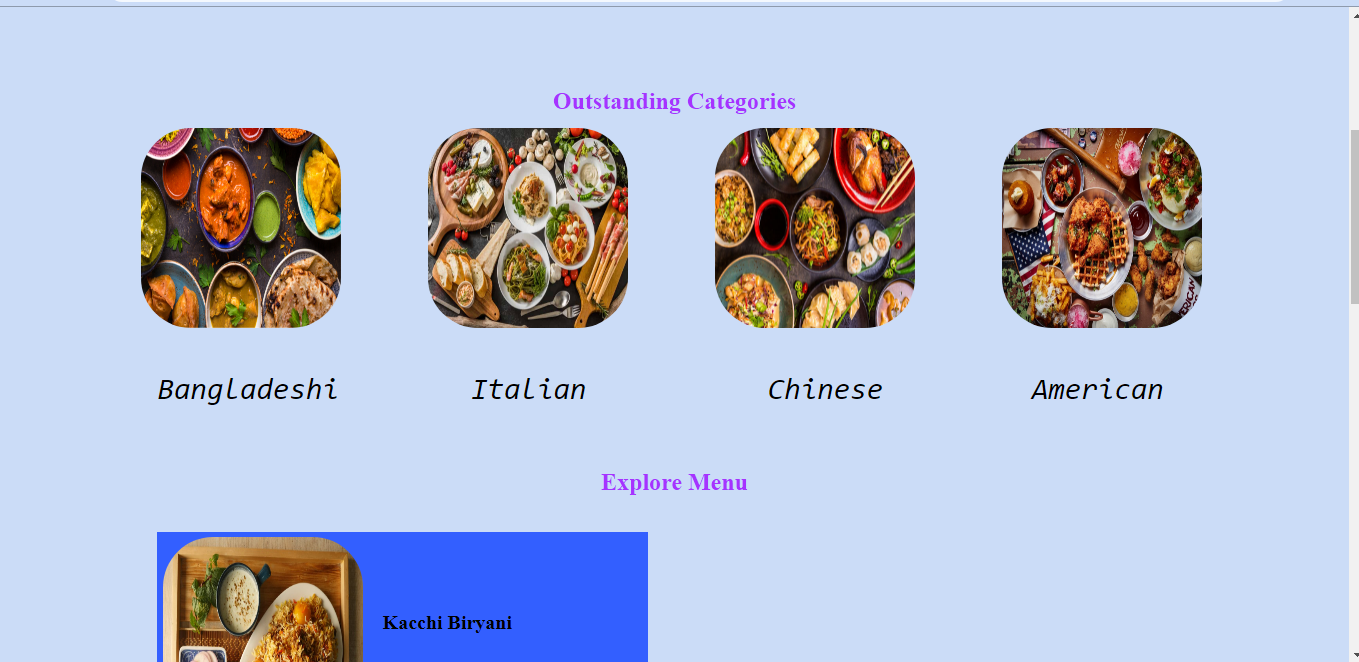 Outstanding Categories
Bangladeshi
Italian
Chinese
American
Explore Menu
Kacchi Biryani